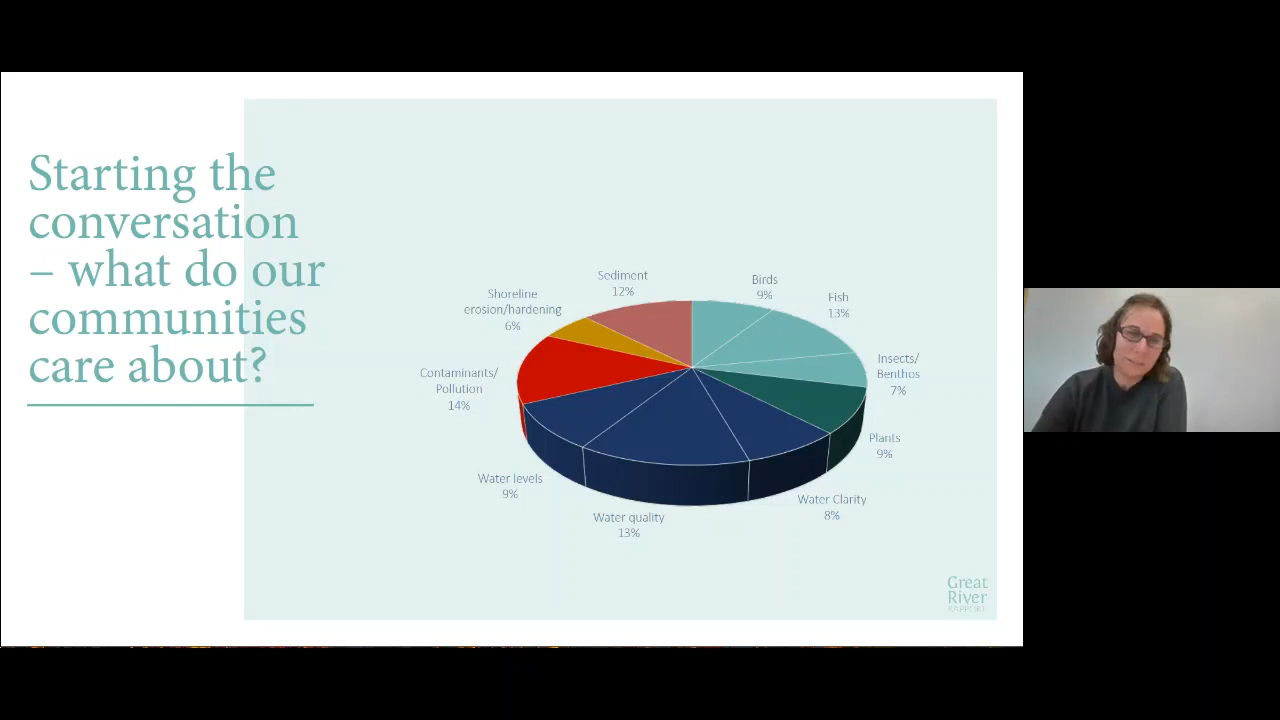 Starting the
conversation
– what do our
communities
care about?
Sediment
12%
Birds
9%
Shoreline
erosion/hardening
6%
Fish
13%
Contaminants/
Pollution
14%
Insects/
Benthos
7%
Plants
9%
Water levels
9%
Water Clarity
8%
Water quality
13%
Great
River
RAPPORT